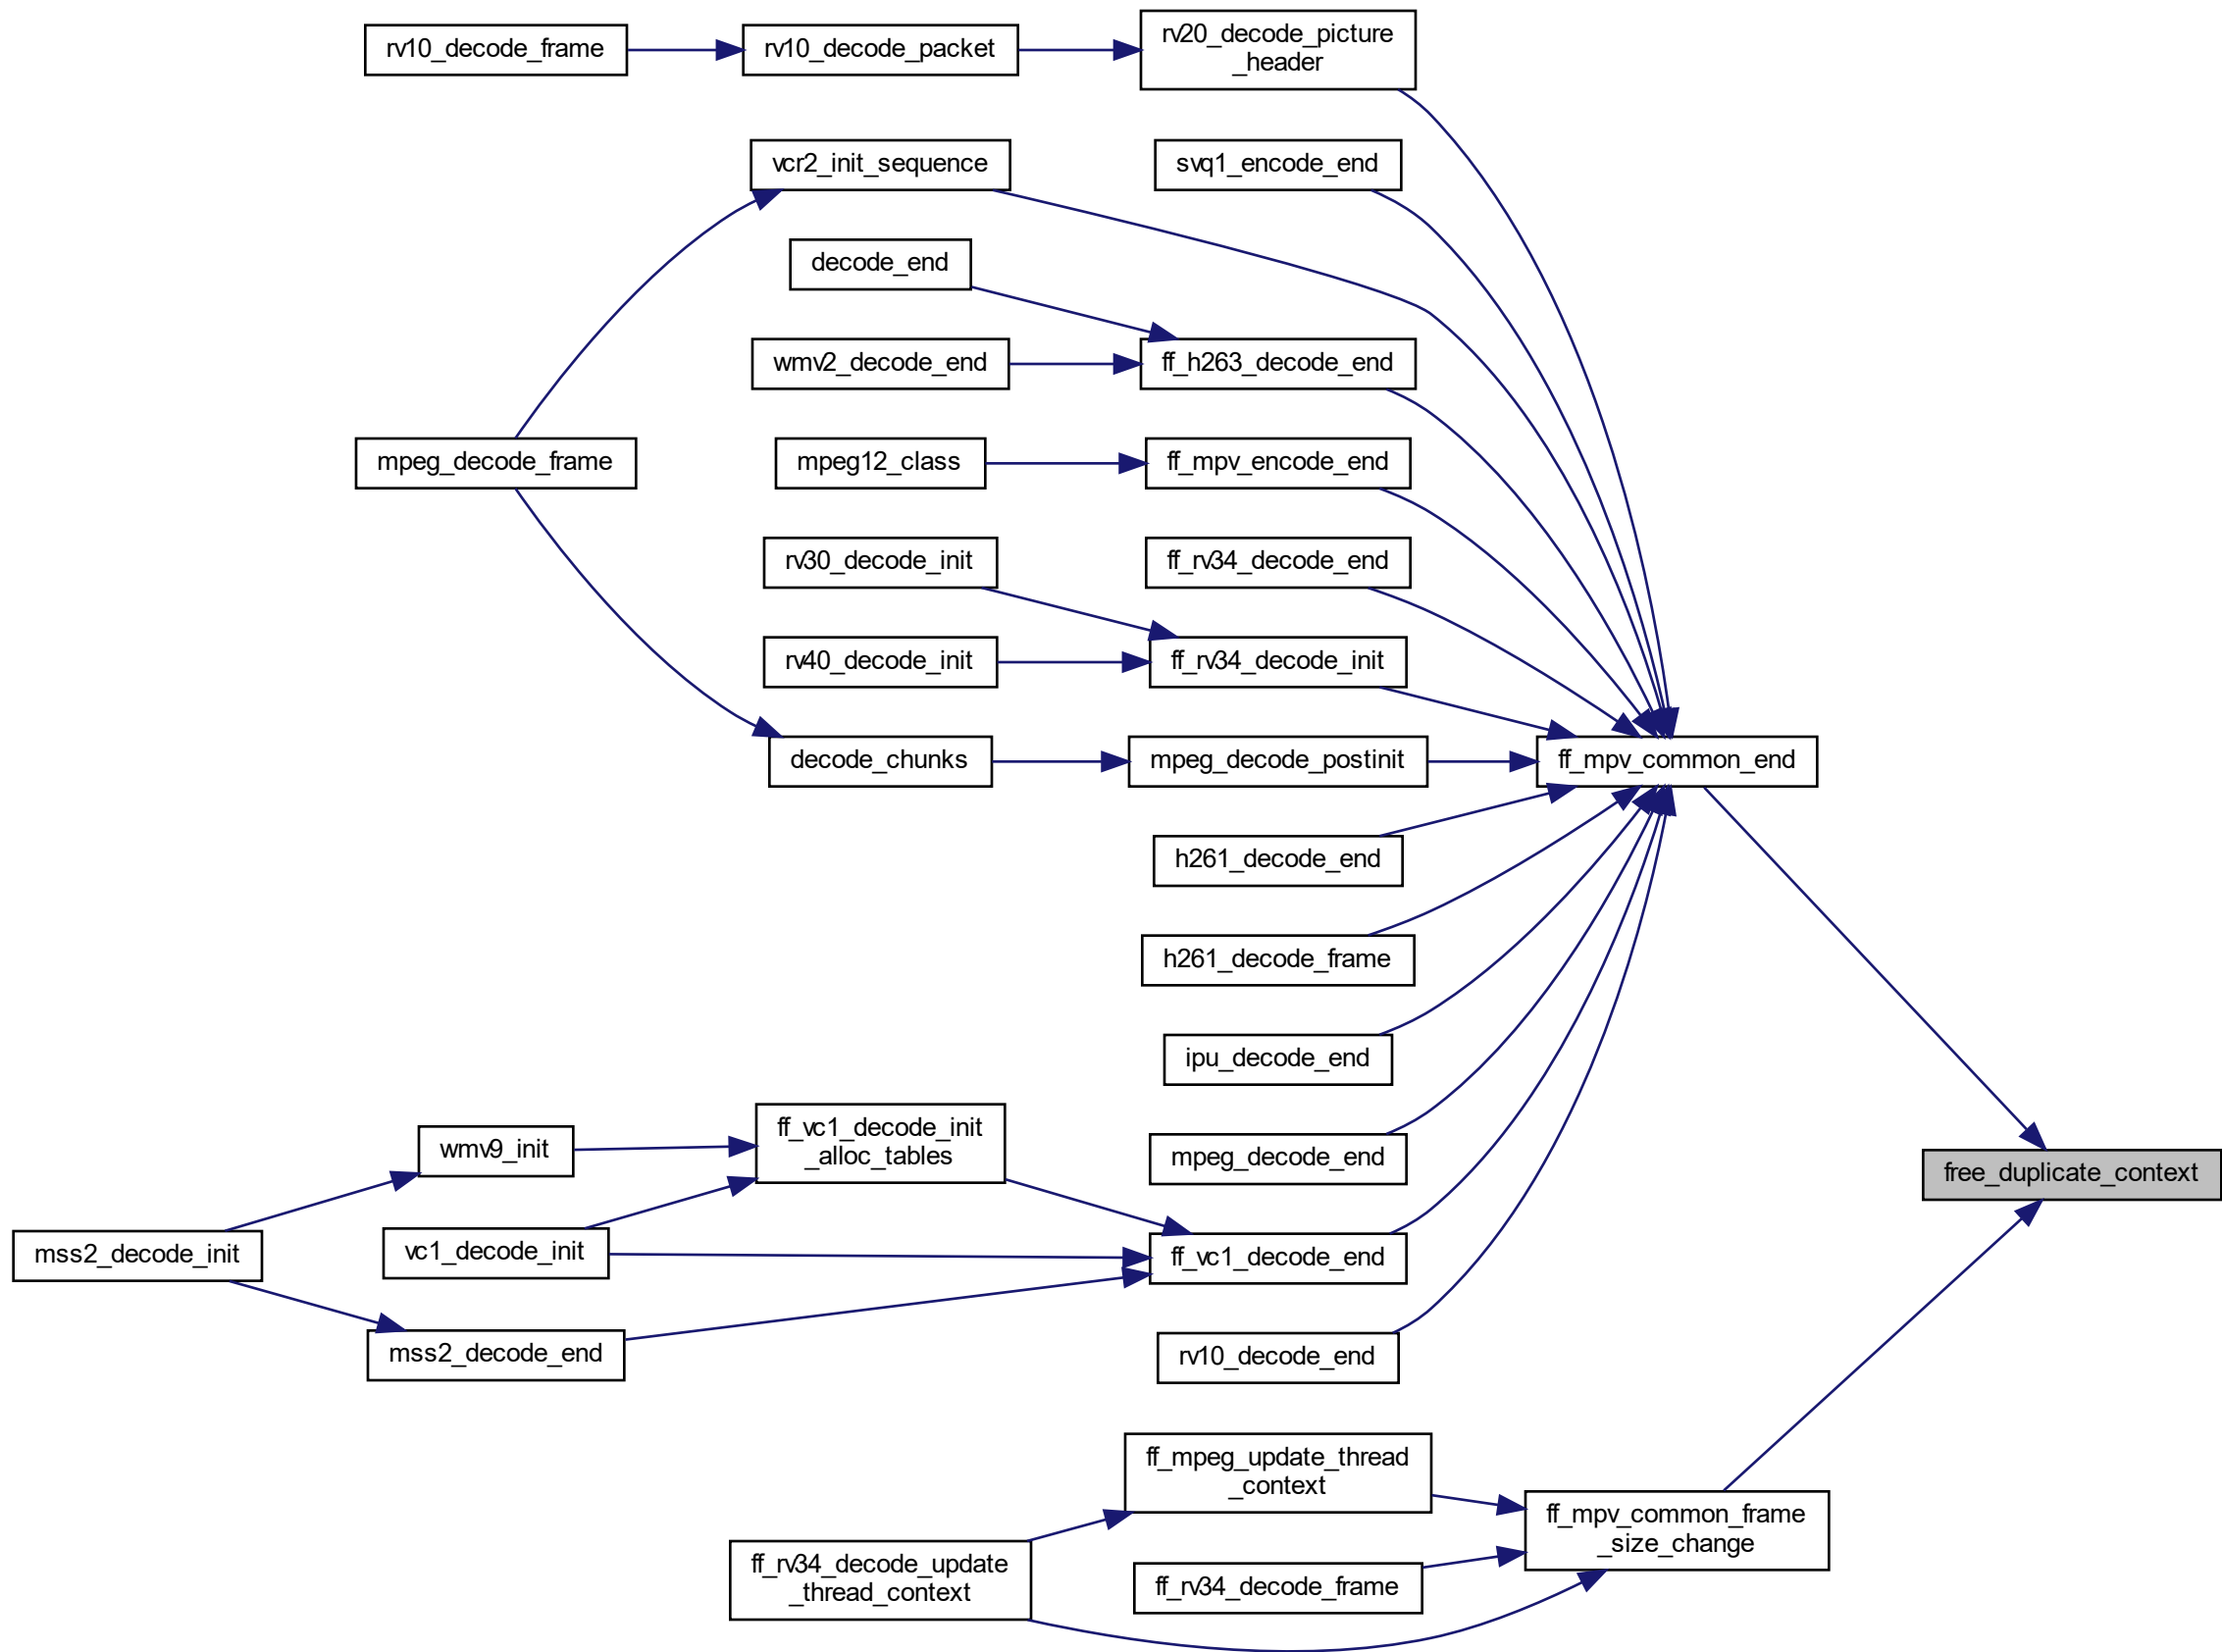 rv10_decode_frame
rv10_decode_packet
rv20_decode_picture
_header
vcr2_init_sequence
svq1_encode_end
decode_end
wmv2_decode_end
ff_h263_decode_end
mpeg_decode_frame
mpeg12_class
ff_mpv_encode_end
rv30_decode_init
ff_rv34_decode_end
rv40_decode_init
ff_rv34_decode_init
decode_chunks
mpeg_decode_postinit
ff_mpv_common_end
h261_decode_end
h261_decode_frame
ipu_decode_end
mpeg_decode_end
free_duplicate_context
wmv9_init
ff_vc1_decode_init
_alloc_tables
mss2_decode_init
vc1_decode_init
ff_vc1_decode_end
mss2_decode_end
rv10_decode_end
ff_mpeg_update_thread
_context
ff_mpv_common_frame
_size_change
ff_rv34_decode_update
_thread_context
ff_rv34_decode_frame